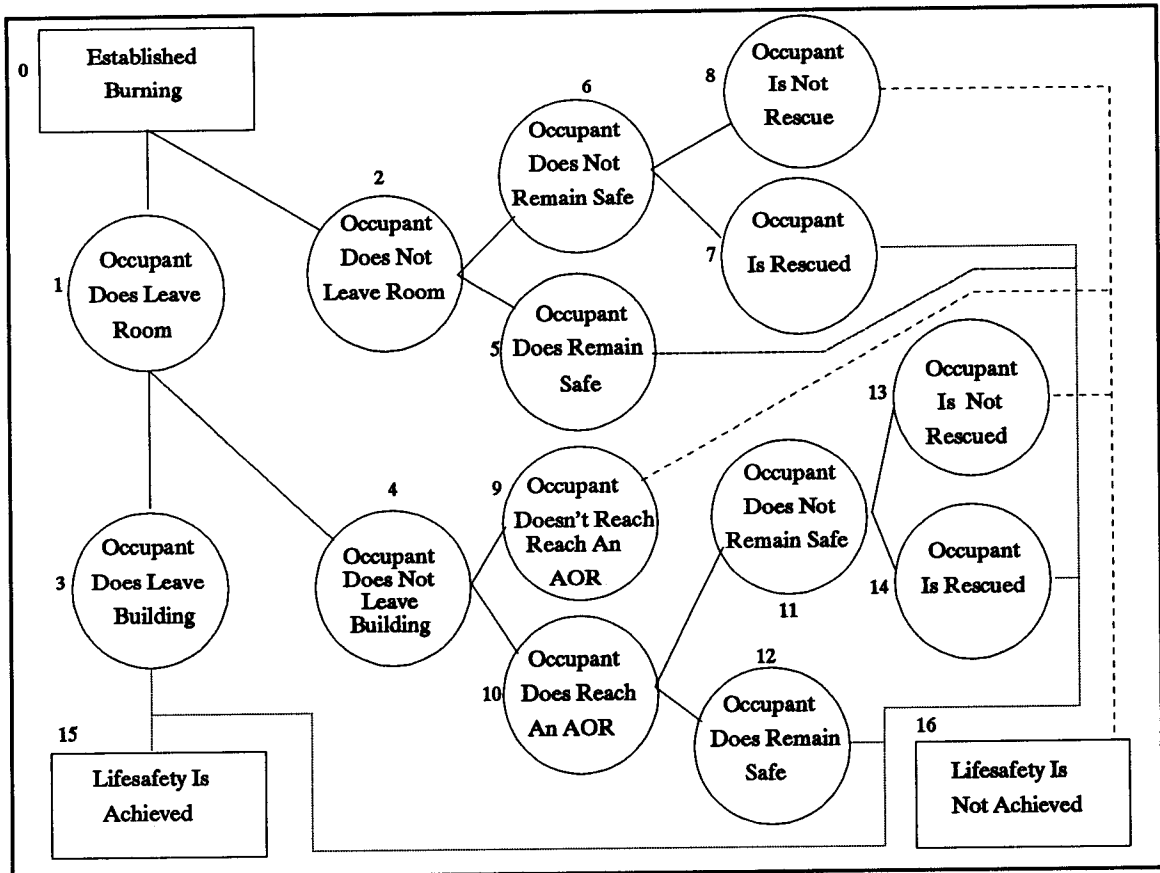 0
Established
Burning
1
Occupant
Does Leave
Room
2
Occupant
Does Not
Leave Room
3
Occupant
Does Leave
Building
4
Occupant
Does Not
Leave
Building
5
Occupant
Does Remain
Safe
6
Occupant
Does Not
Remain Safe
7
Occupant
Is Rescued
8
Occupant
Is Not
Rescue
9
Occupant
Doesn't Reach
Reach An
AOR
10
Occupant
Does Reach
An AOR
11
Occupant
Does Not
Remain Safe
12
Occupant
Does Remain
Safe
13
Occupant
Is Not
Rescued
14
Occupant
Is Rescued
15
Lifesafety Is
Achieved
16
Lifesafety Is
Not Achieved